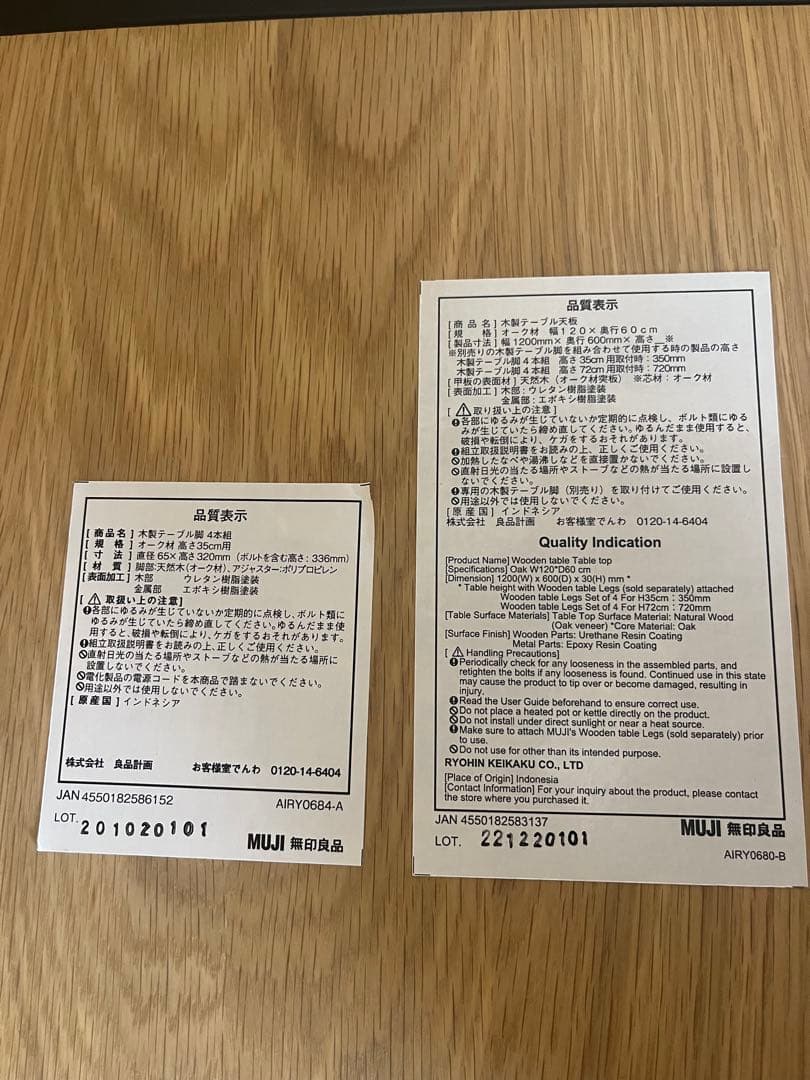 品質表示
[ 商品名 ] 木製テーブル脚 4本組
[ 規 格 ] オーク材 高さ35cm用
[ 寸 法 ] 直径 65×高さ320mm (ボルトを含む高さ: 336mm)
[ 材 質 ] 脚部:天然木(オーク材)、アジャスター:ポリプロピレン
[表面加工] 木部 ウレタン樹脂塗装
金属部 エポキシ樹脂塗装
[ ⚠ 取扱い上の注意]
❗各部にゆるみが生じていないか定期的に点検し、ボルト類に
ゆるみが生じていたら締め直してください。ゆるんだまま使
用すると、破損や転倒により、ケガをするおそれがあります。
❗組立取扱説明書をお読みの上、正しくご使用ください。
🚫直射日光の当たる場所やストーブなどの熱が当たる場所に
設置しないでください。
🚫電化製品の電源コードを本商品で踏まないでください。
🚫用途以外では使用しないでください。
[ 原産国 ] インドネシア
株式会社 良品計画 お客様室でんわ 0120-14-6404
JAN 4550182586152 AIRY0684-A
LOT. 201020101
MUJI 無印良品
品質表示
[ 商 品 名 ] 木製テーブル天板
[ 規 格 ] オーク材 幅120×奥行60cm
[ 製品寸法 ] 幅 1200mm× 奥行 600mm× 高さ__※
※別売りの木製テーブル脚を組み合わせて使用する時の製品の高さ
木製テーブル脚 4 本組 高さ 35cm 用取付時:350mm
木製テーブル脚 4 本組 高さ 72cm 用取付時:720mm
[ 甲板の表面材 ] 天然木(オーク材突板) ※芯材:オーク材
[ 表面加工 ] 木部:ウレタン樹脂塗装
金属部:エポキシ樹脂塗装
[ ⚠取り扱い上の注意 ]
❗各部にゆるみが生じていないか定期的に点検し、ボルト類にゆる
みが生じていたら締め直してください。ゆるんだまま使用すると、
破損や転倒により、ケガをするおそれがあります。
❗組立取扱説明書をお読みの上、正しくご使用ください。
🚫加熱したなべや湯沸しなどを直接置かないでください。
🚫直射日光の当たる場所やストーブなどの熱が当たる場所に設置し
ないでください。
❗専用の木製テーブル脚(別売り)を取り付けてご使用ください。
🚫用途以外では使用しないでください。
[ 原 産 国 ] インドネシア
株式会社 良品計画 お客様室でんわ 0120-14-6404
Quality Indication
[Product Name] Wooden table Table top
[Specifications] Oak W120*D60 cm
[Dimension] 1200(W) x 600(D) x 30(H) mm *
* Table height with Wooden table Legs (sold separately) attached
Wooden table Legs Set of 4 For H35cm : 350mm
Wooden table Legs Set of 4 For H72cm : 720mm
[Table Surface Materials] Table Top Surface Material: Natural Wood
(Oak veneer) *Core Material: Oak
[Surface Finish] Wooden Parts: Urethane Resin Coating
Metal Parts: Epoxy Resin Coating
[ ⚠ Handling Precautions]
❗Periodically check for any looseness in the assembled parts, and
retighten the bolts if any looseness is found. Continued use in this state
may cause the product to tip over or become damaged, resulting in
injury.
❗Read the User Guide beforehand to ensure correct use.
🚫Do not place a heated pot or kettle directly on the product.
🚫Do not install under direct sunlight or near a heat source.
❗Make sure to attach MUJI's Wooden table Legs (sold separately) prior
to use.
🚫Do not use for other than its intended purpose.
RYOHIN KEIKAKU CO., LTD
[Place of Origin] Indonesia
[Contact Information] For your inquiry about the product, please contact
the store where you purchased it.
JAN 4550182583137
LOT. 221220101
MUJI 無印良品
AIRY0680-B